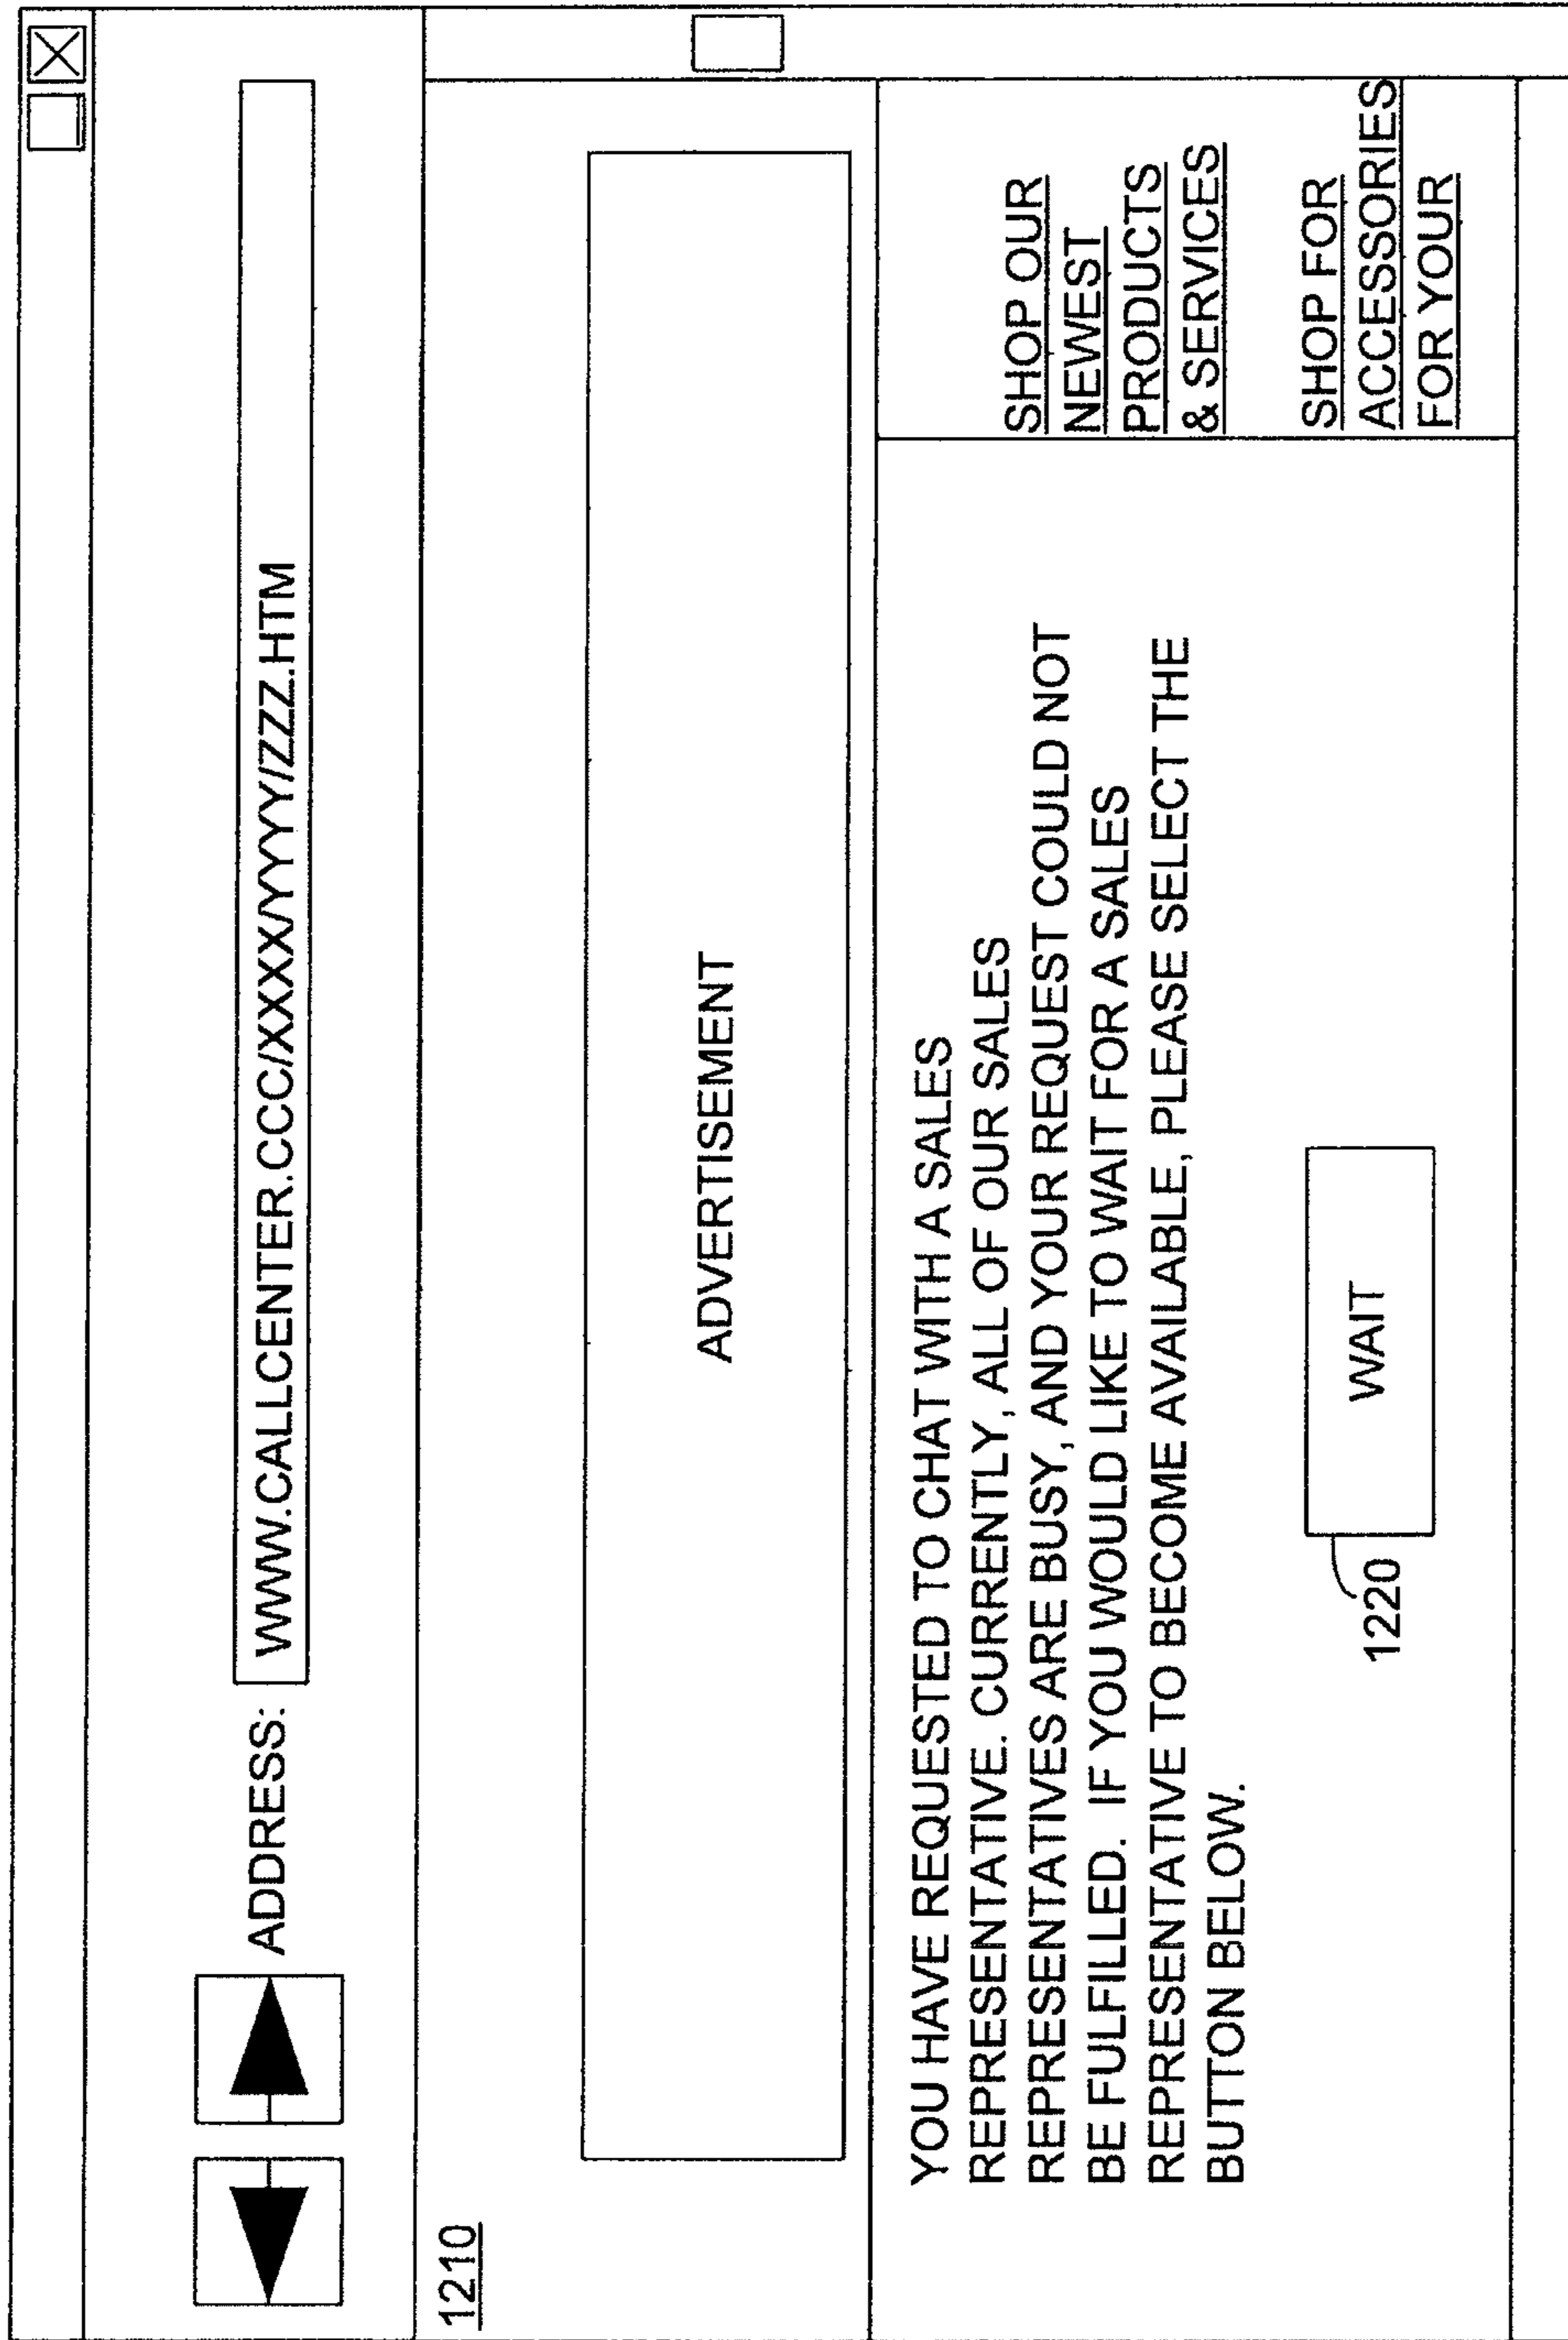 ADDRESS: WWW.CALLCENTER.CCC/XXXX/YYYY/ZZZ.HTM
1210
ADVERTISEMENT
YOU HAVE REQUESTED TO CHAT WITH A SALES
REPRESENTATIVE. CURRENTLY, ALL OF OUR SALES
REPRESENTATIVES ARE BUSY, AND YOUR REQUEST COULD NOT
BE FULFILLED. IF YOU WOULD LIKE TO WAIT FOR A SALES
REPRESENTATIVE TO BECOME AVAILABLE, PLEASE SELECT THE
BUTTON BELOW.
WAIT
1220
SHOP OUR
NEWEST
PRODUCTS
& SERVICES
SHOP FOR
ACCESSORIES
FOR YOUR